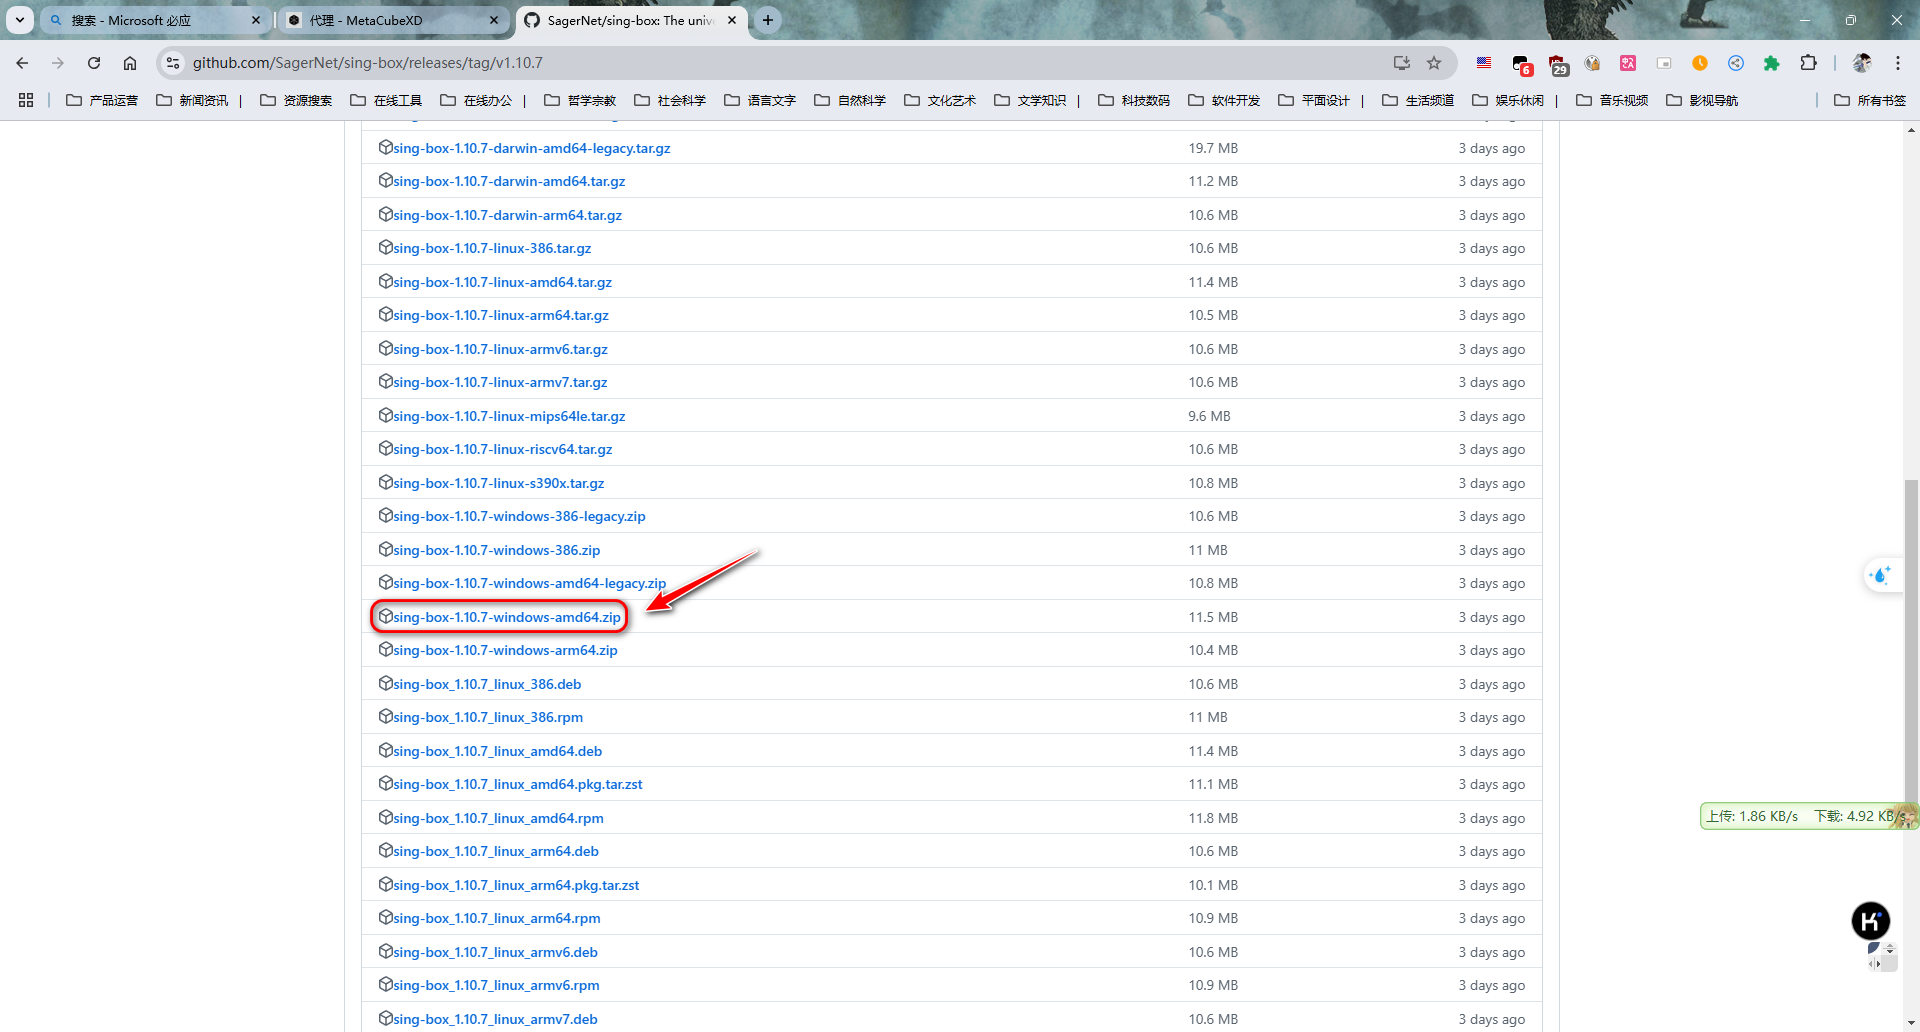 搜索 - Microsoft 必应
代理 - MetaCubeXD
SagerNet/sing-box: The univ
github.com/SagerNet/sing-box/releases/tag/v1.10.7
6
29
产品运营 新闻资讯 | 资源搜索 在线工具 在线办公 | 哲学宗教 社会科学 语言文字 自然科学 文化艺术 文学知识 | 科技数码 软件开发 平面设计 | 生活频道 娱乐休闲 | 音乐视频 影视导航 所有书签
sing-box-1.10.7-darwin-amd64-legacy.tar.gz 19.7 MB 3 days ago
sing-box-1.10.7-darwin-amd64.tar.gz 11.2 MB 3 days ago
sing-box-1.10.7-darwin-arm64.tar.gz 10.6 MB 3 days ago
sing-box-1.10.7-linux-386.tar.gz 10.6 MB 3 days ago
sing-box-1.10.7-linux-amd64.tar.gz 11.4 MB 3 days ago
sing-box-1.10.7-linux-arm64.tar.gz 10.5 MB 3 days ago
sing-box-1.10.7-linux-armv6.tar.gz 10.6 MB 3 days ago
sing-box-1.10.7-linux-armv7.tar.gz 10.6 MB 3 days ago
sing-box-1.10.7-linux-mips64le.tar.gz 9.6 MB 3 days ago
sing-box-1.10.7-linux-riscv64.tar.gz 10.6 MB 3 days ago
sing-box-1.10.7-linux-s390x.tar.gz 10.8 MB 3 days ago
sing-box-1.10.7-windows-386-legacy.zip 10.6 MB 3 days ago
sing-box-1.10.7-windows-386.zip 11 MB 3 days ago
sing-box-1.10.7-windows-amd64-legacy.zip 10.8 MB 3 days ago
sing-box-1.10.7-windows-amd64.zip 11.5 MB 3 days ago
sing-box-1.10.7-windows-arm64.zip 10.4 MB 3 days ago
sing-box_1.10.7_linux_386.deb 10.6 MB 3 days ago
sing-box_1.10.7_linux_386.rpm 11 MB 3 days ago
sing-box_1.10.7_linux_amd64.deb 11.4 MB 3 days ago
sing-box_1.10.7_linux_amd64.pkg.tar.zst 11.1 MB 3 days ago
sing-box_1.10.7_linux_amd64.rpm 11.8 MB 3 days ago
上传: 1.86 KB/s 下载: 4.92 KB/s
sing-box_1.10.7_linux_arm64.deb 10.6 MB 3 days ago
sing-box_1.10.7_linux_arm64.pkg.tar.zst 10.1 MB 3 days ago
sing-box_1.10.7_linux_arm64.rpm 10.9 MB 3 days ago
K
sing-box_1.10.7_linux_armv6.deb 10.6 MB 3 days ago
sing-box_1.10.7_linux_armv6.rpm 10.9 MB 3 days ago
sing-box_1.10.7_linux_armv7.deb 10.6 MB 3 days ago